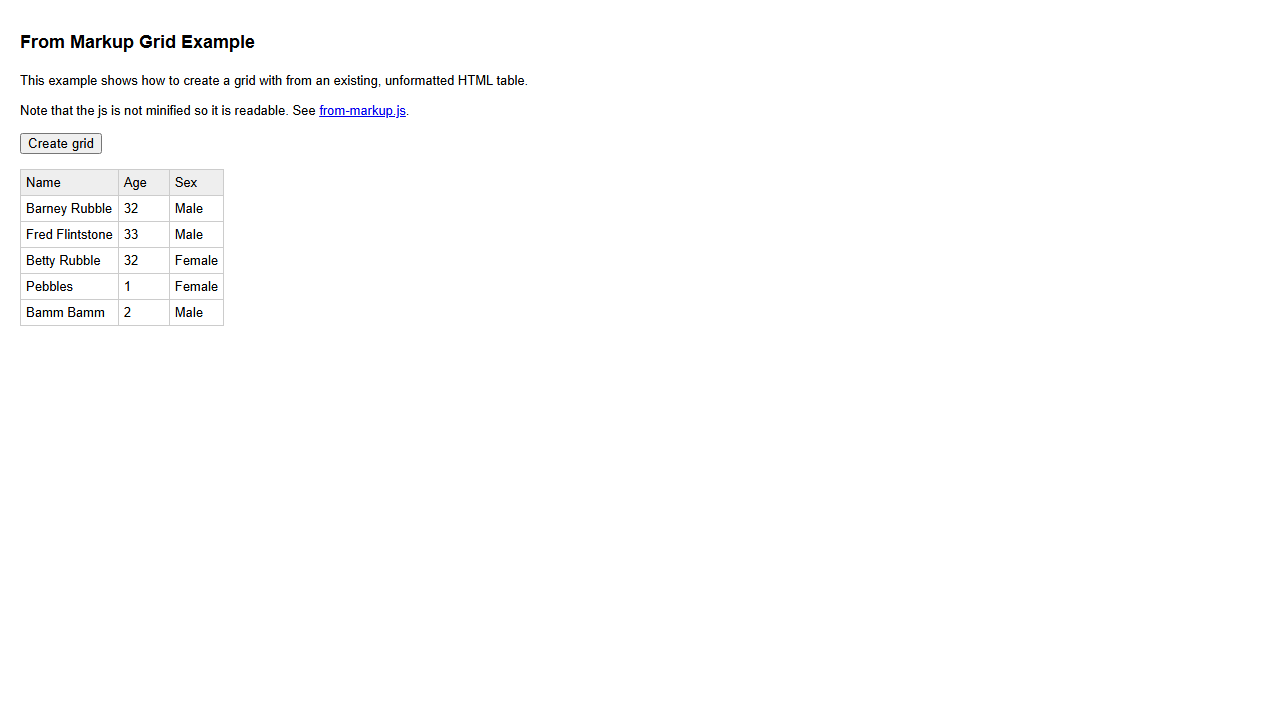 From Markup Grid Example
This example shows how to create a grid with from an existing, unformatted HTML table.
Note that the js is not minified so it is readable. See from-markup.js.
Create grid
Name Age Sex
Barney Rubble 32 Male
Fred Flintstone 33 Male
Betty Rubble 32 Female
Pebbles 1 Female
Bamm Bamm 2 Male